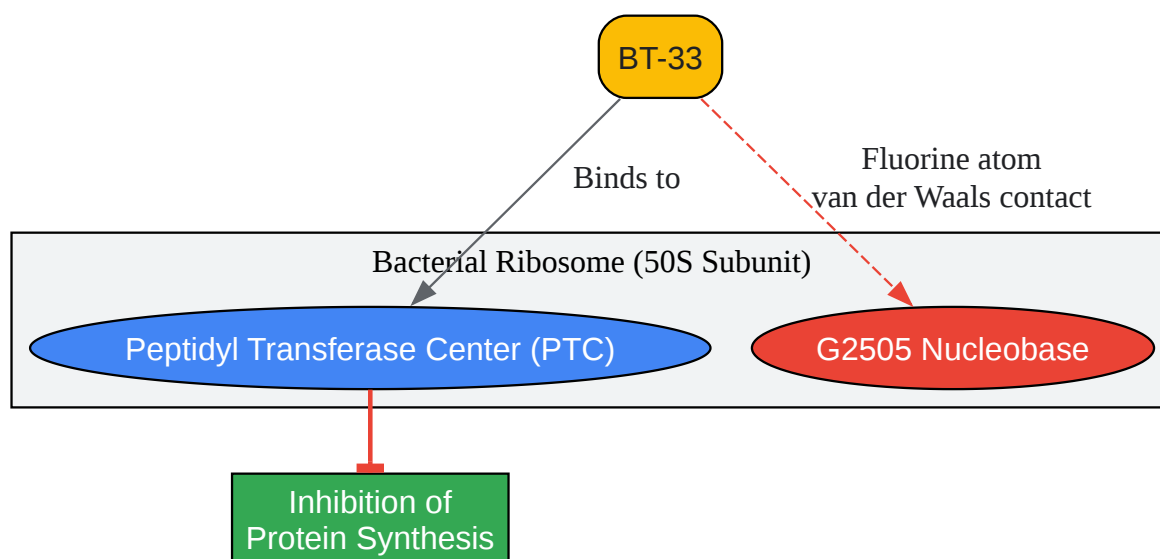 BT-33
Binds to
Fluorine atom
van der Waals contact
Bacterial Ribosome (50S Subunit)
Peptidyl Transferase Center (PTC)
G2505 Nucleobase
Inhibition of
Protein Synthesis